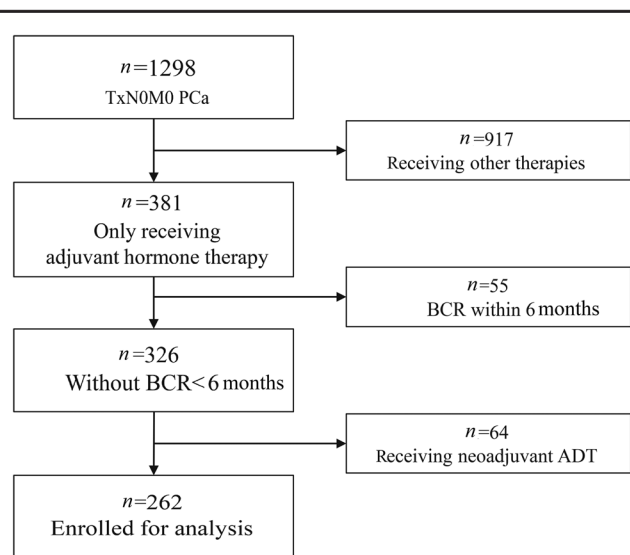 n=1298
TxN0M0 PCa
n=917
Receiving other therapies
n=381
Only receiving
adjuvant hormone therapy
n=55
BCR within 6 months
n=326
Without BCR< 6 months
n=64
Receiving neoadjuvant ADT
n=262
Enrolled for analysis